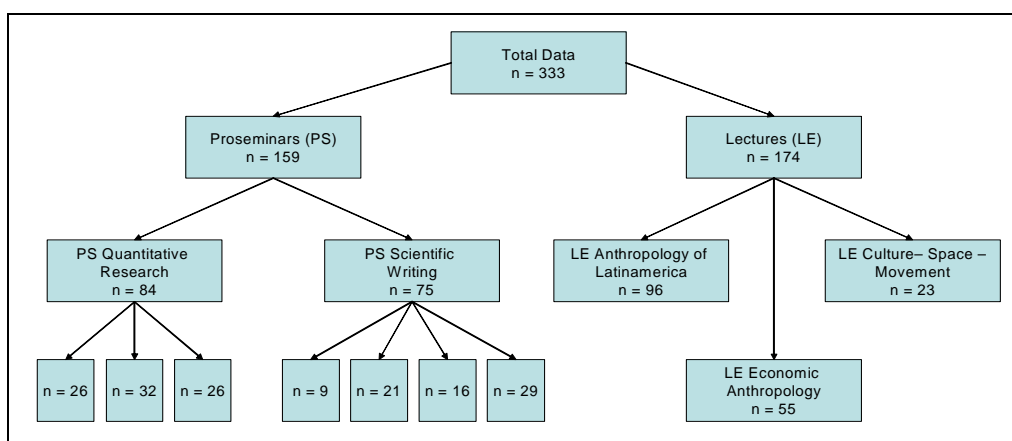 Total Data
n = 333
Proseminars (PS)
n = 159
Lectures (LE)
n = 174
PS Quantitative
Research
n = 84
PS Scientific
Writing
n = 75
LE Anthropology of
Latinamerica
n = 96
LE Culture– Space –
Movement
n = 23
n = 26
n = 32
n = 26
n = 9
n = 21
n = 16
n = 29
LE Economic
Anthropology
n = 55